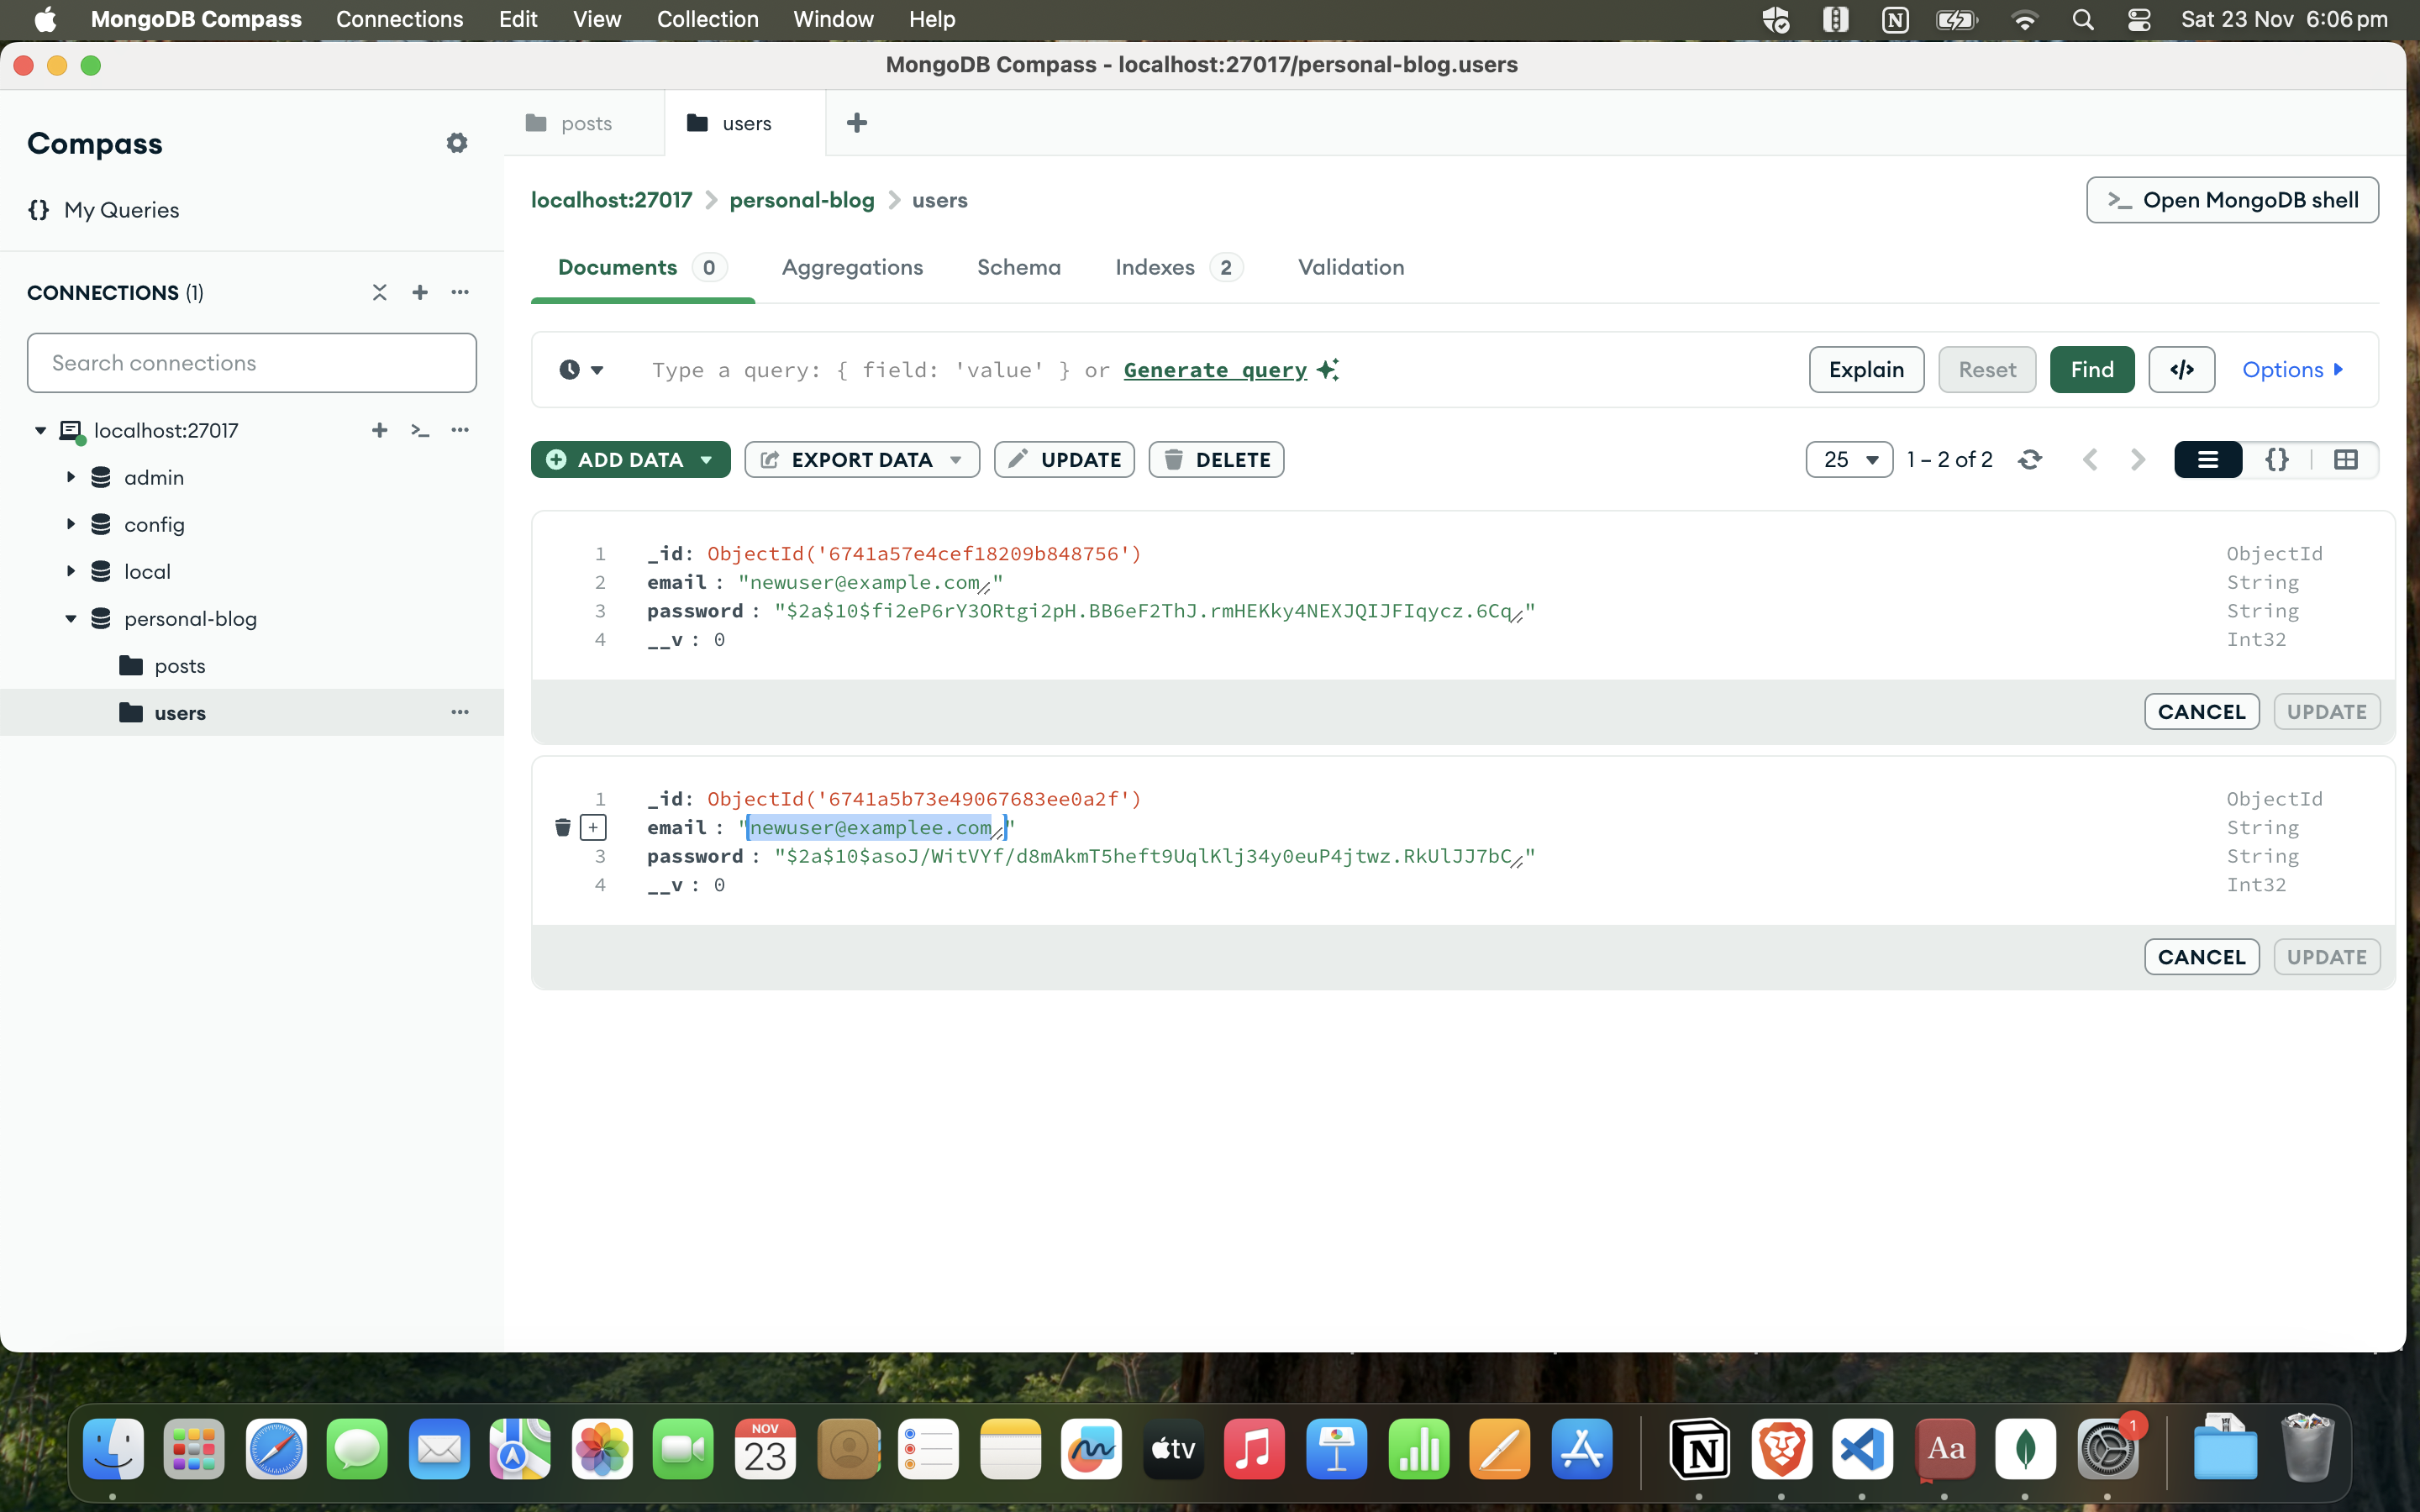 MongoDB Compass Connections Edit View Collection Window Help Sat 23 Nov 6:06 pm
MongoDB Compass - localhost:27017/personal-blog.users
Compass
My Queries
CONNECTIONS (1)
Search connections
localhost:27017
admin
config
local
personal-blog
posts
users
posts users
localhost:27017 personal-blog users
Open MongoDB shell
Documents 0 Aggregations Schema Indexes 2 Validation
Type a query: { field: 'value' } or Generate query
Explain Reset Find </> Options
ADD DATA EXPORT DATA UPDATE DELETE
25 1 – 2 of 2 {}
1 _id: ObjectId('6741a57e4cef18209b848756') ObjectId
2 email : "newuser@example.com" String
3 password : "$2a$10$fi2eP6rY3ORtgi2pH.BB6eF2ThJ.rmHEKky4NEXJQIJFIqycz.6Cq" String
4 __v : 0 Int32
CANCEL UPDATE
1 _id: ObjectId('6741a5b73e49067683ee0a2f') ObjectId
email : "newuser@examplee.com" String
3 password : "$2a$10$asoJ/WitVYf/d8mAkmT5heft9UqlKlj34y0euP4jtwz.RkUlJJ7bC" String
4 __v : 0 Int32
CANCEL UPDATE
NOV
23
tv
N
Aa
1